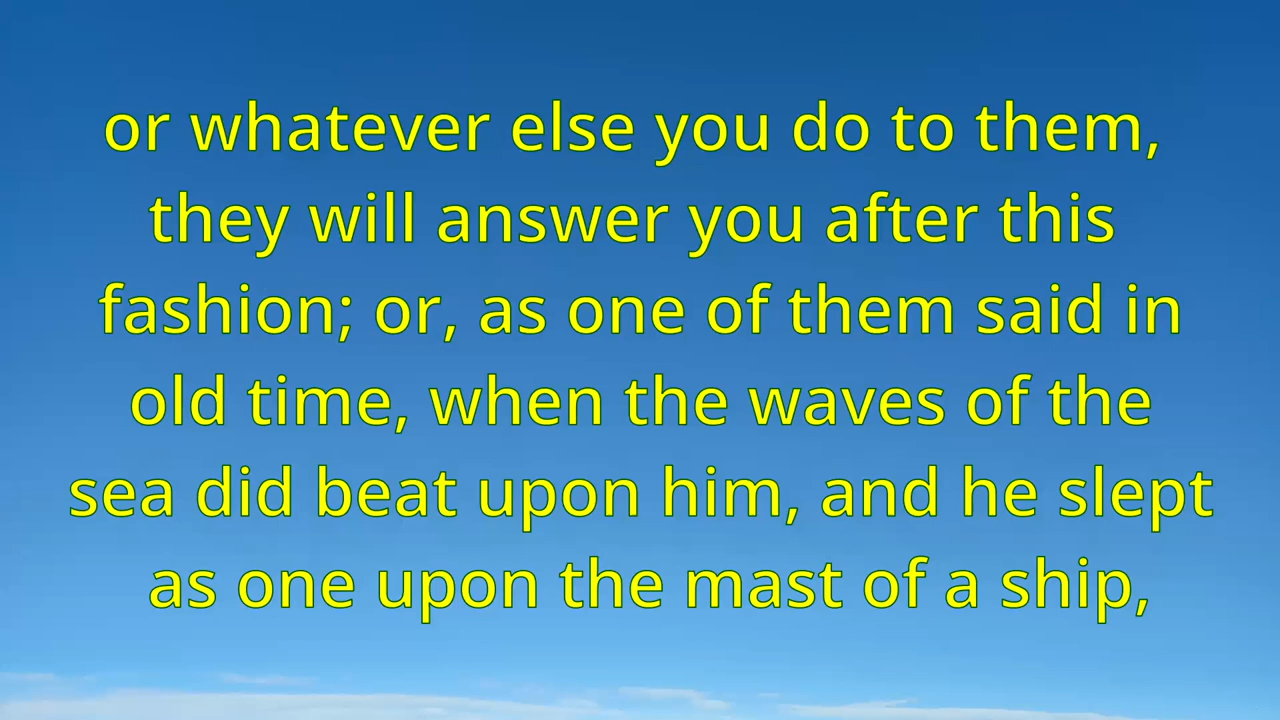 or whatever else you do to them,
they will answer you after this
fashion; or, as one of them said in
old time, when the waves of the
sea did beat upon him, and he slept
as one upon the mast of a ship,